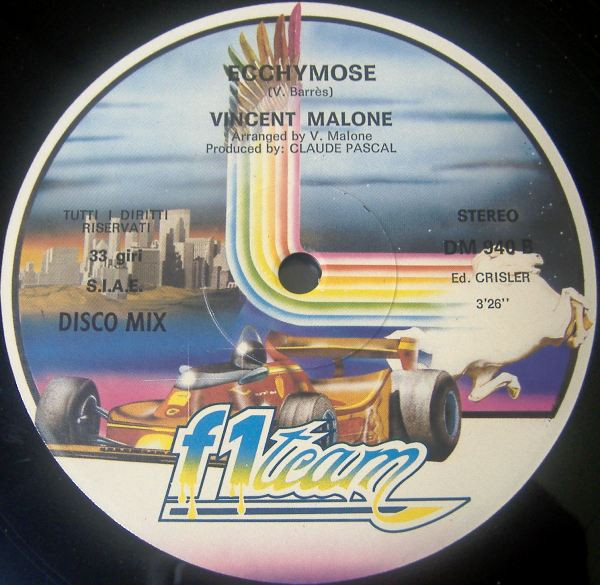 ECCHYMOSE
(V. Barrès)
VINCENT MALONE
Arranged by V. Malone
Produced by: CLAUDE PASCAL
TUTTI I DIRITTI
RISERVATI
33 giri
S.I.A.E.
DISCO MIX
STEREO
DM 940 B
Ed. CRISLER
3'26''
f1 team